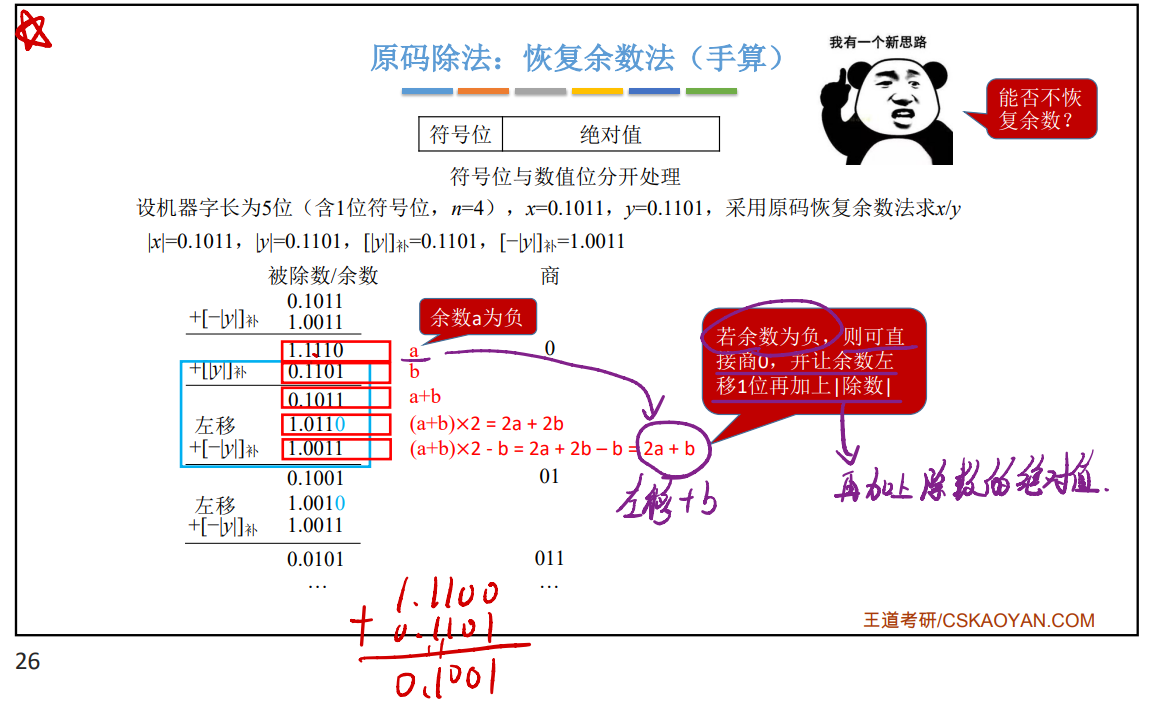 原码除法：恢复余数法（手算）
我有一个新思路
能否不恢
复余数？
符号位 绝对值
符号位与数值位分开处理
设机器字长为5位（含1位符号位，n=4），x=0.1011，y=0.1101，采用原码恢复余数法求x/y
|x|=0.1011，|y|=0.1101，[|y|]补=0.1101，[−|y|]补=1.0011
被除数/余数 商
0.1011
+[−|y|]补 1.0011
余数a为负
1.1110 a 0
+[|y|]补 0.1101 b
0.1011 a+b
左移 1.0110 (a+b)×2 = 2a + 2b
+[−|y|]补 1.0011 (a+b)×2 - b = 2a + 2b – b = 2a + b
0.1001 01
左移 1.0010
+[−|y|]补 1.0011
0.0101 011
… …
若余数为负，则可直
接商0，并让余数左
移1位再加上|除数|
左移+b
再加上除数的绝对值.
1.1100
+ 0.1101
0.1001
王道考研/CSKAOYAN.COM
26